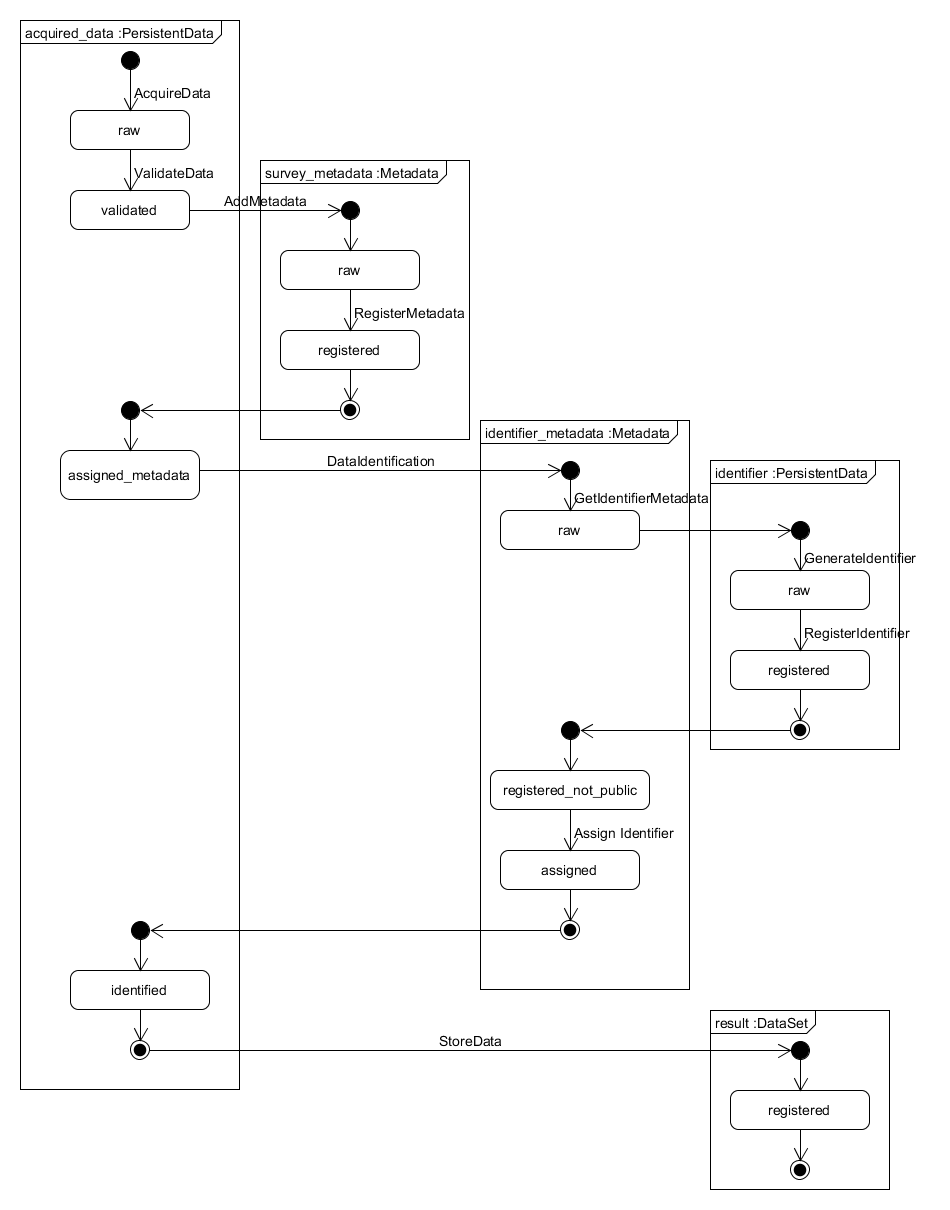 acquired_data :PersistentData
AcquireData
raw
ValidateData
validated
AddMetadata
survey_metadata :Metadata
raw
RegisterMetadata
registered
assigned_metadata
DataIdentification
identifier_metadata :Metadata
GetIdentifierMetadata
raw
identifier :PersistentData
GenerateIdentifier
raw
RegisterIdentifier
registered
registered_not_public
Assign Identifier
assigned
identified
StoreData
result :DataSet
registered